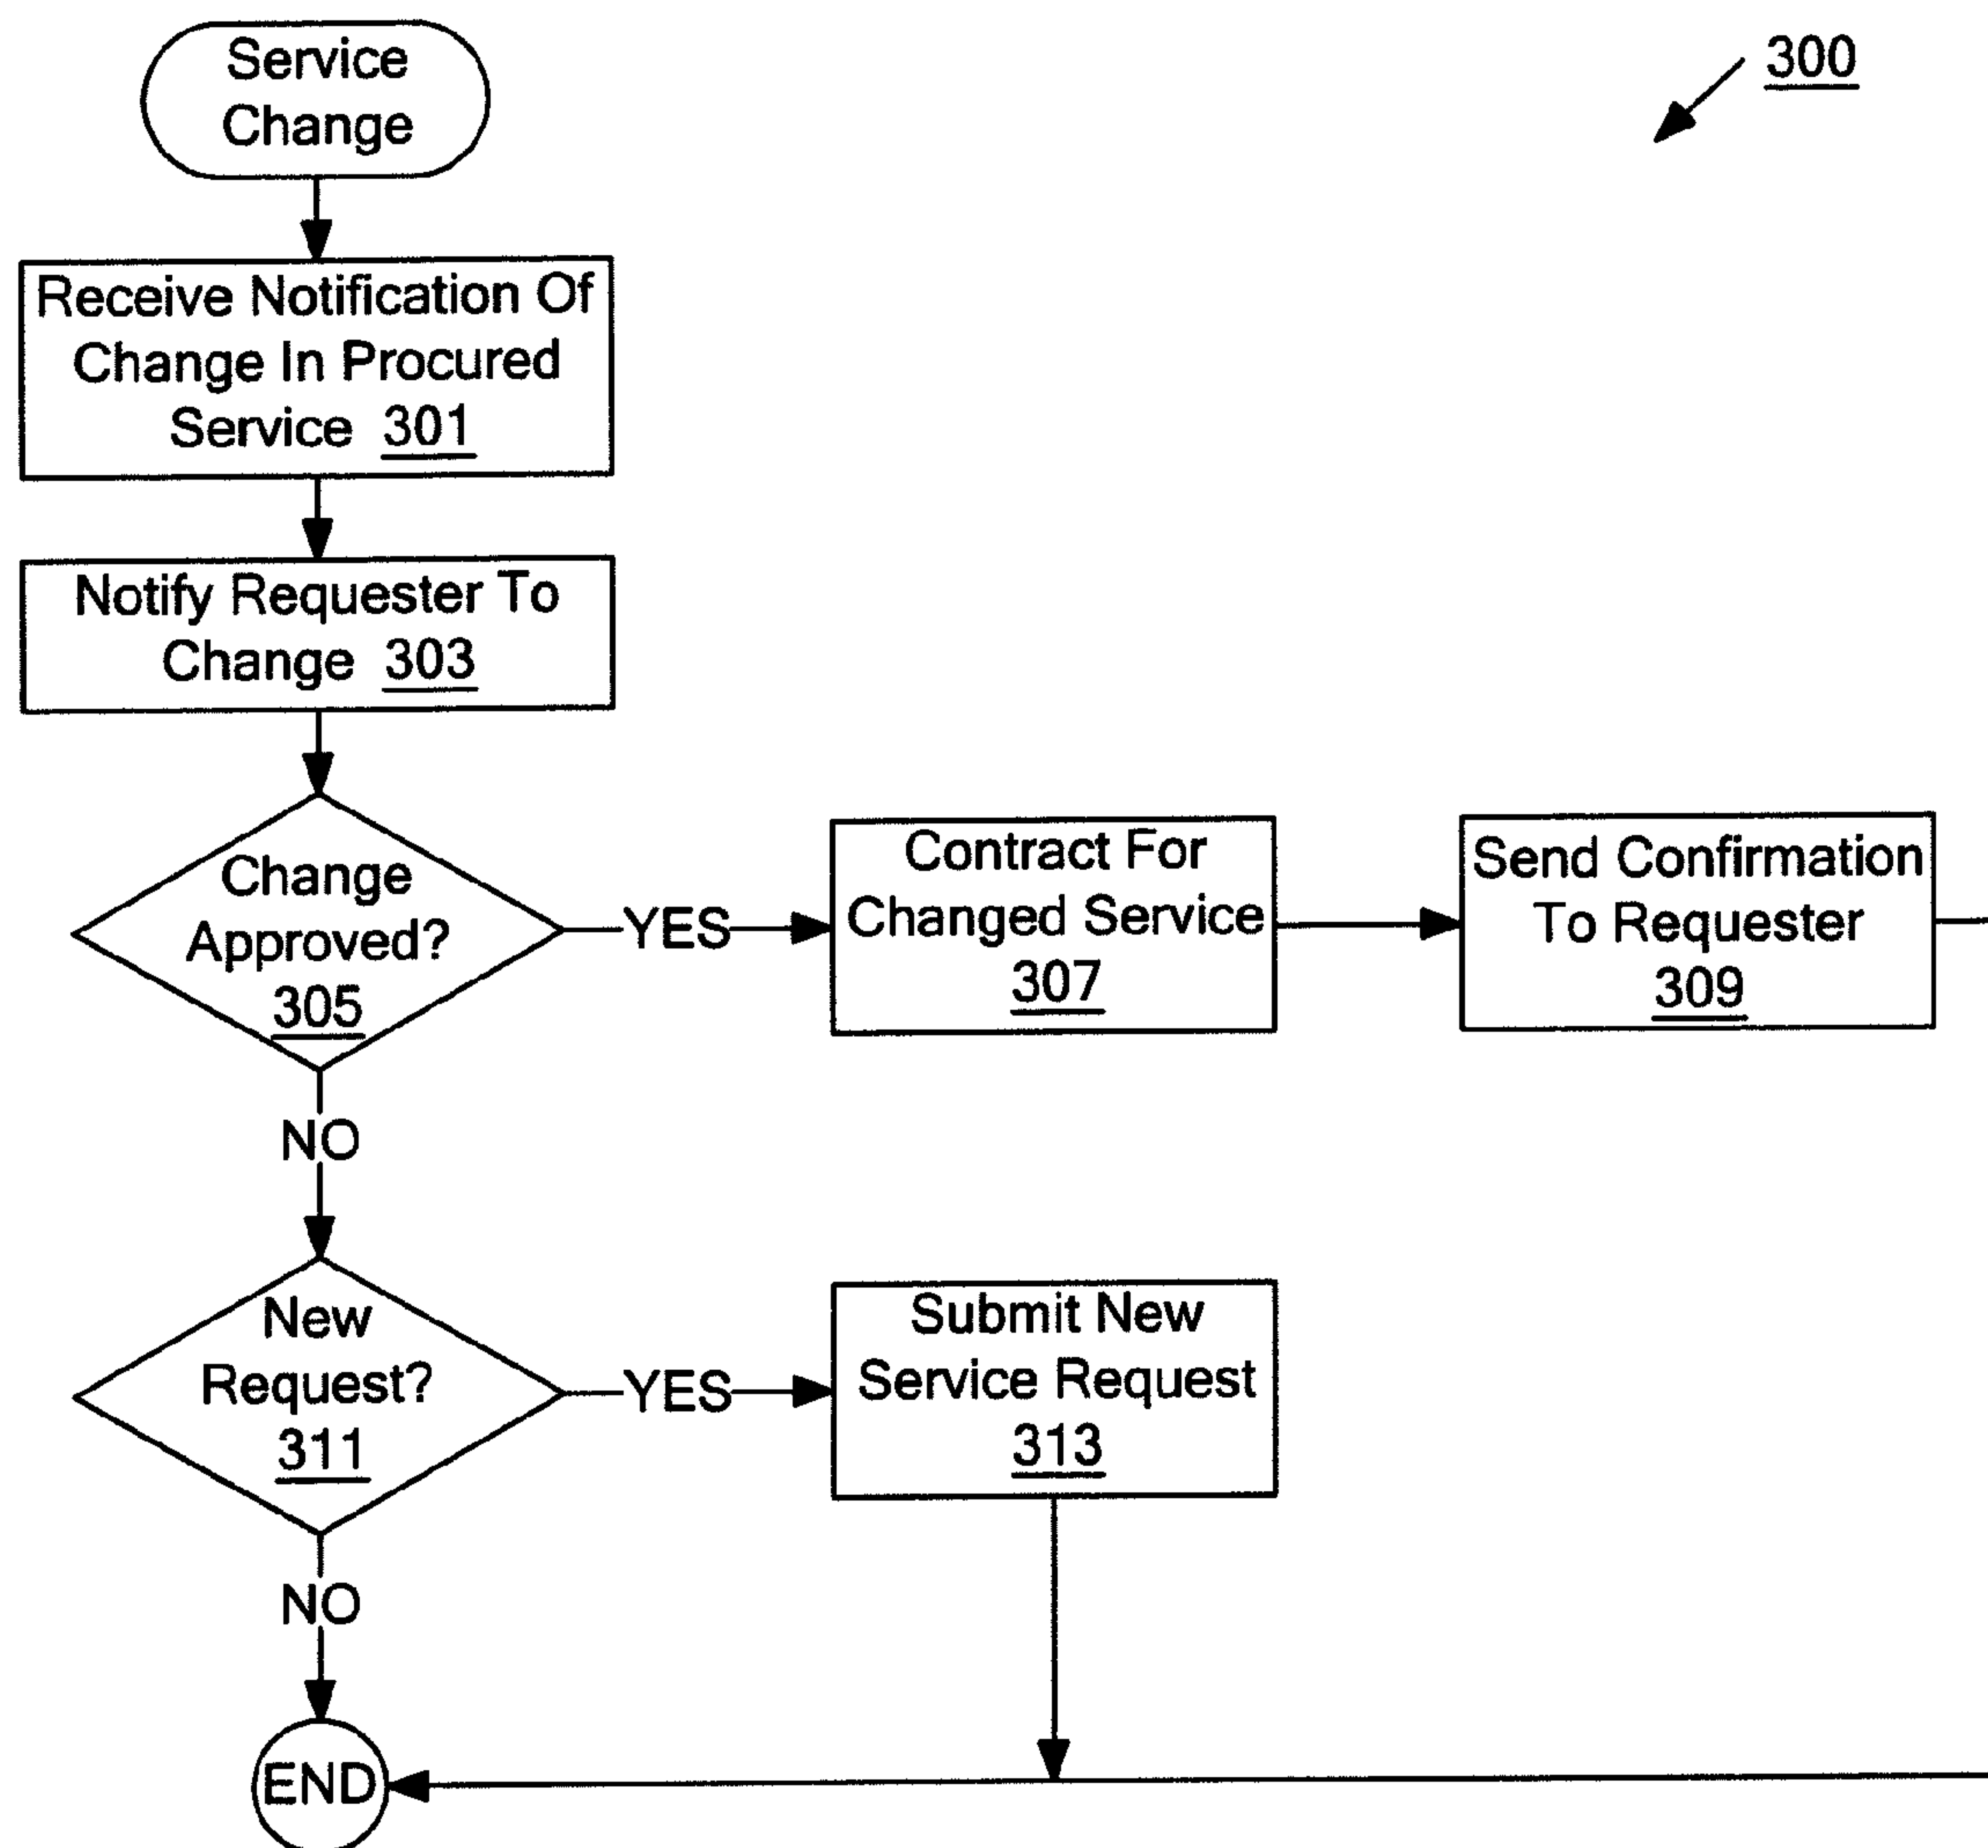 Service
Change
300
Receive Notification Of
Change In Procured
Service 301
Notify Requester To
Change 303
Change
Approved?
305
YES
Contract For
Changed Service
307
Send Confirmation
To Requester
309
NO
New
Request?
311
YES
Submit New
Service Request
313
NO
END